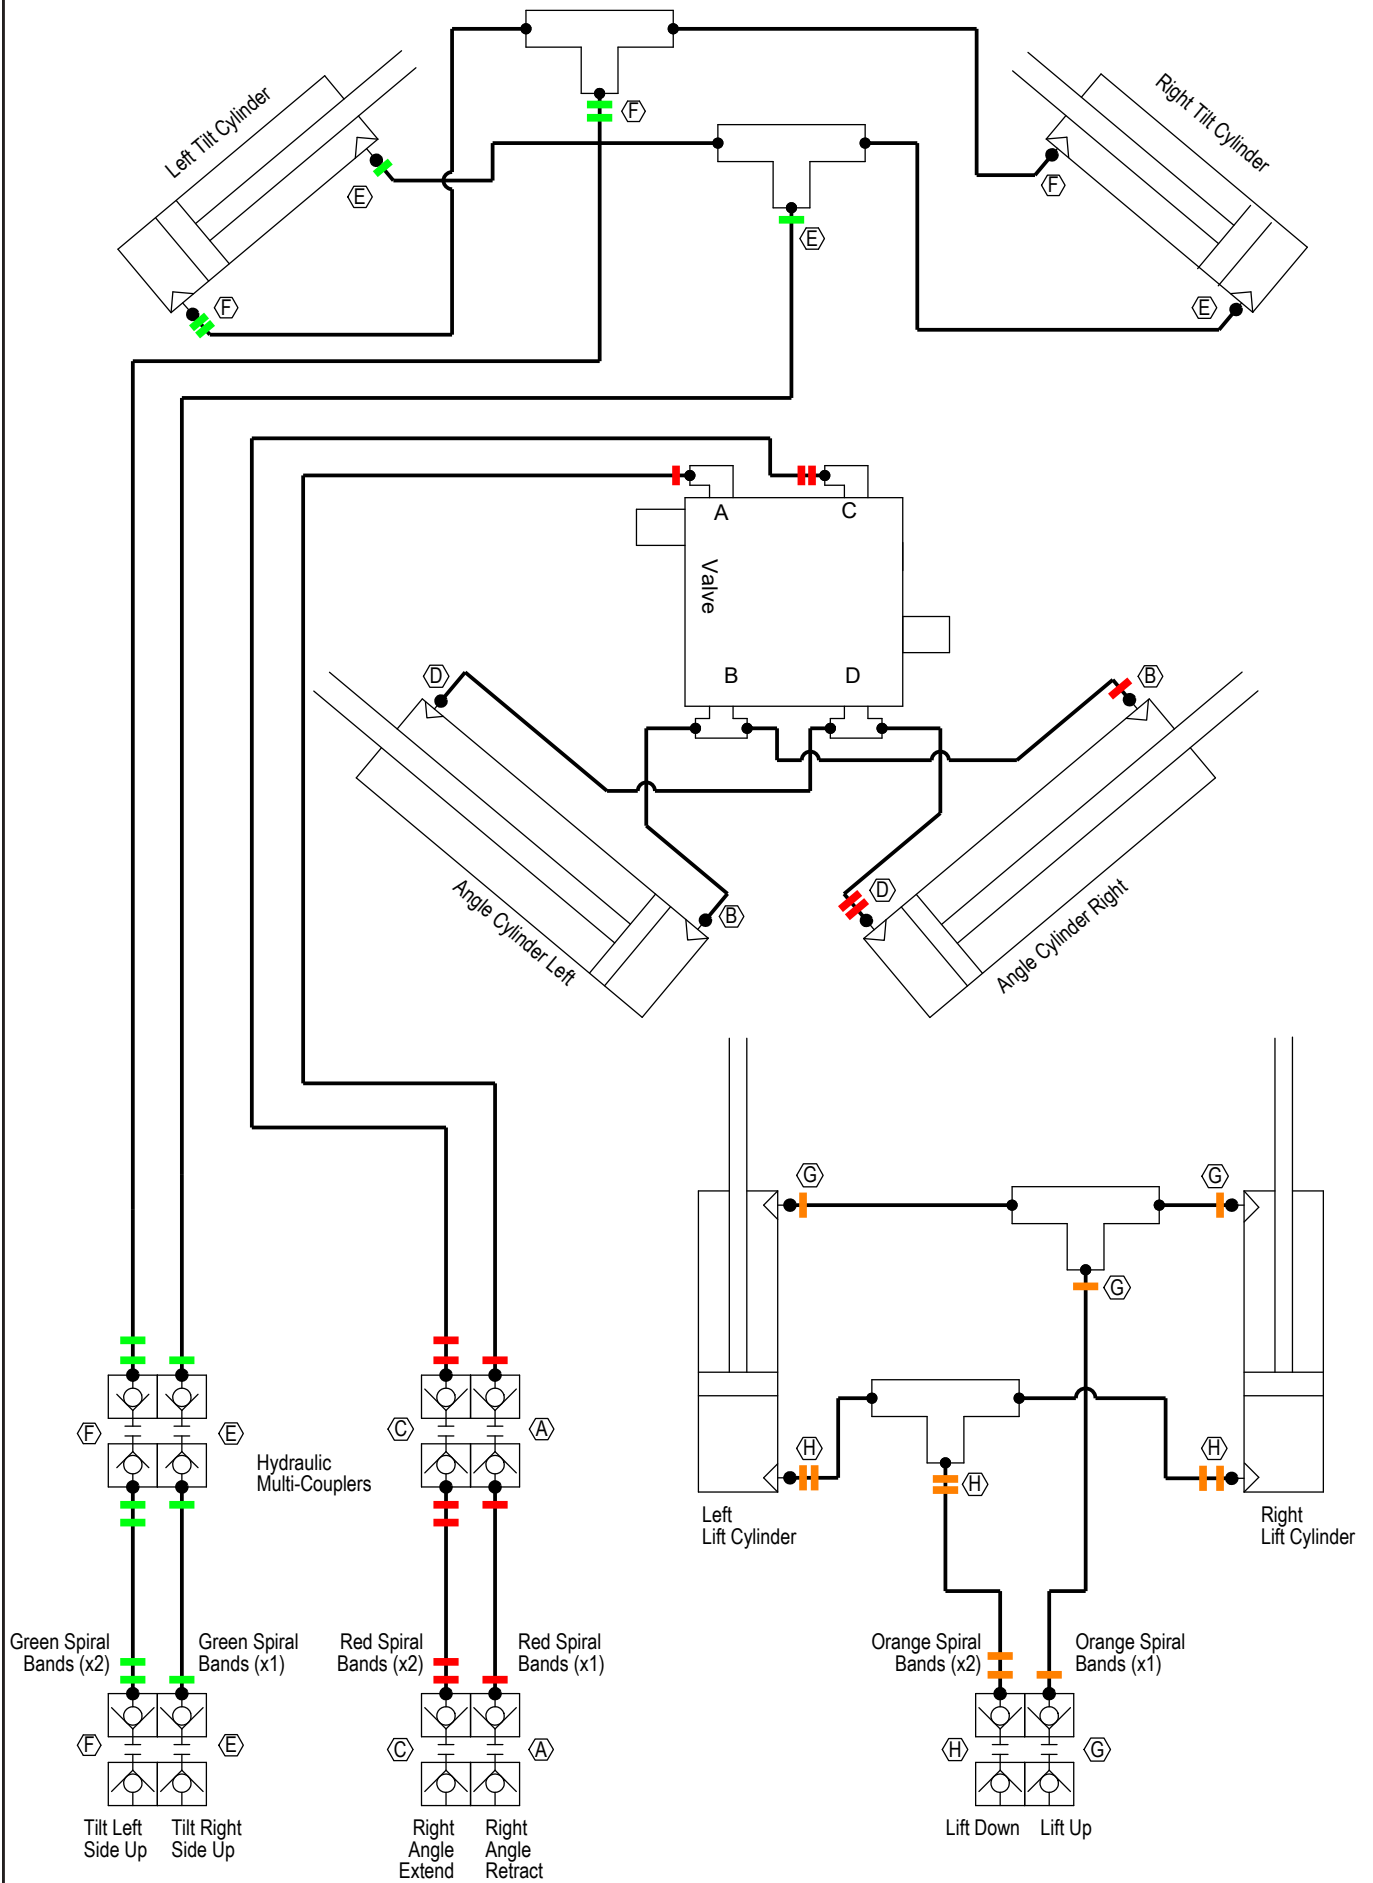 Left Tilt Cylinder
Right Tilt Cylinder
F
E
F
E
F
E
A
C
Valve
B
D
D
B
B
D
Angle Cylinder Left
Angle Cylinder Right
G
G
G
H
H
H
Left
Lift Cylinder
Right
Lift Cylinder
F
E
C
A
Hydraulic
Multi-Couplers
Green Spiral
Bands (x2)
Green Spiral
Bands (x1)
Red Spiral
Bands (x2)
Red Spiral
Bands (x1)
Orange Spiral
Bands (x2)
Orange Spiral
Bands (x1)
F
E
C
A
H
G
Tilt Left
Side Up
Tilt Right
Side Up
Right
Angle
Extend
Right
Angle
Retract
Lift Down
Lift Up